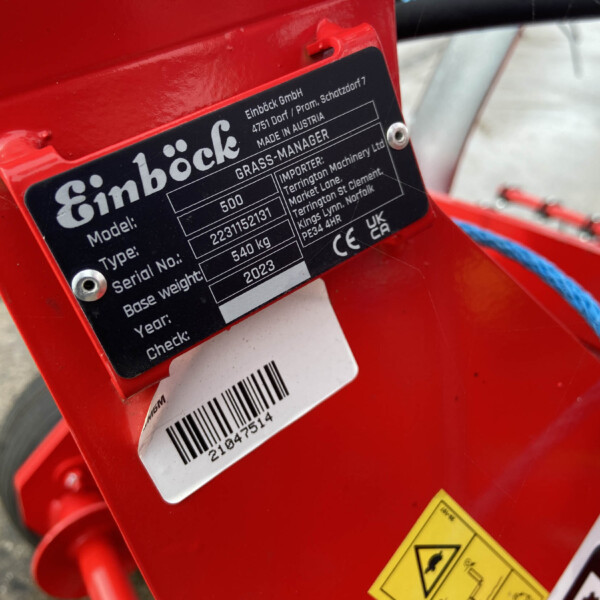 Einböck
Einböck GmbH
4751 Dorf / Pram, Schatzdorf 7
MADE IN AUSTRIA
Model: GRASS-MANAGER
Type: 500
Serial No.: 2231152131
Base weight: 540 kg
Year: 2023
Check:
IMPORTER:
Terrington Machinery Ltd
Market Lane,
Terrington St Clement,
Kings Lynn, Norfolk
PE34 4HR
CE UK
CA
21047514